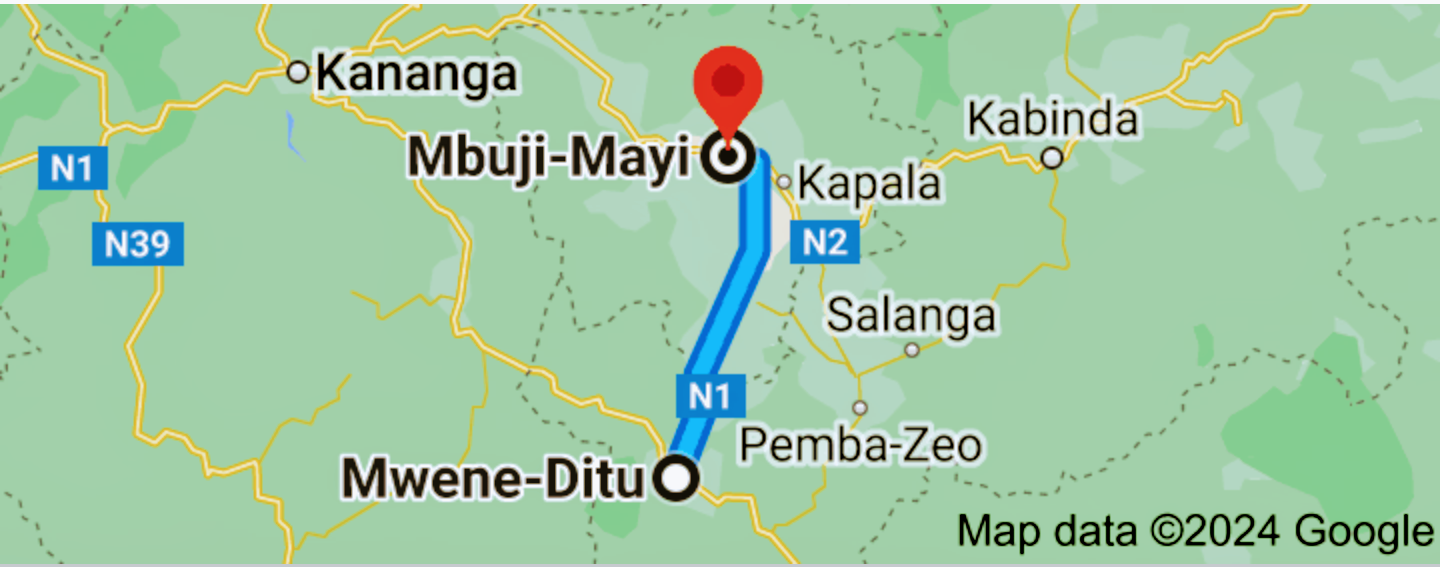 Kananga
Kabinda
Mbuji-Mayi
N1
Kapala
N39
N2
Salanga
N1
Pemba-Zeo
Mwene-Ditu
Map data ©2024 Google